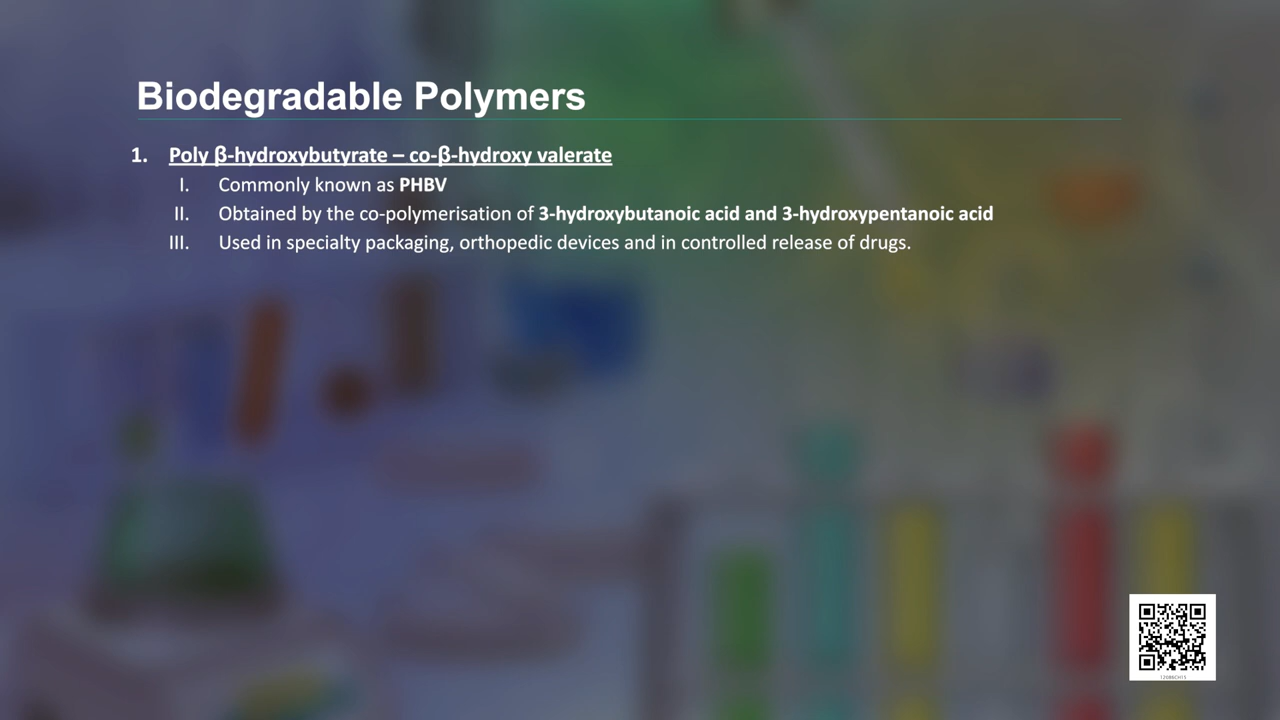 Biodegradable Polymers
1. Poly β-hydroxybutyrate – co-β-hydroxy valerate
I. Commonly known as PHBV
II. Obtained by the co-polymerisation of 3-hydroxybutanoic acid and 3-hydroxypentanoic acid
III. Used in specialty packaging, orthopedic devices and in controlled release of drugs.
12086CH15